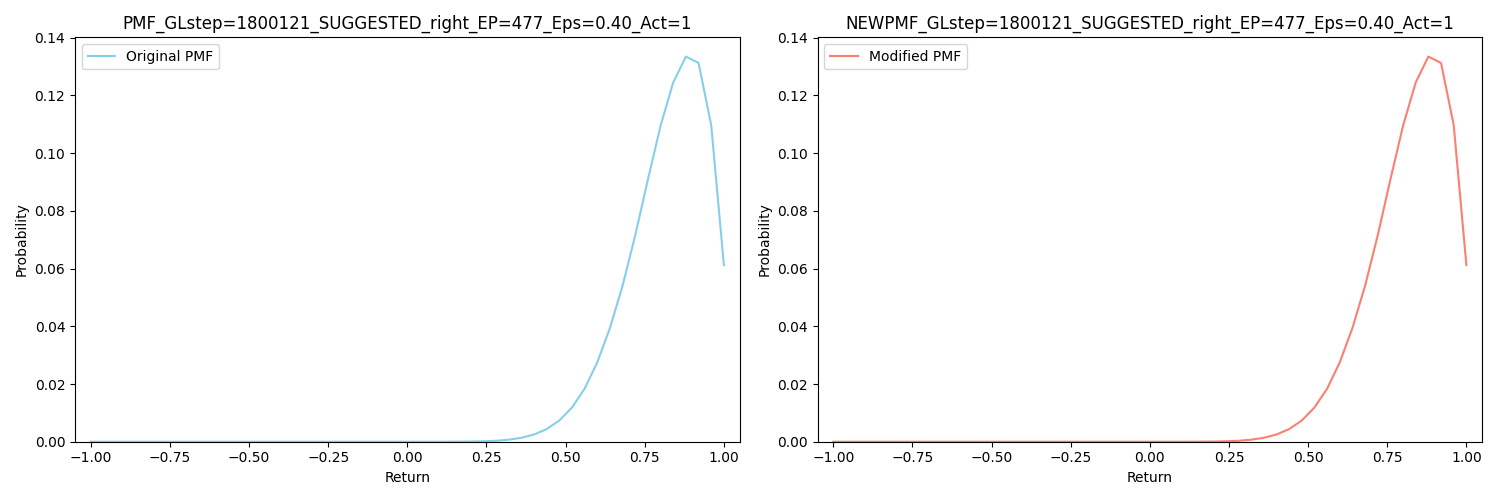 PMF_GLstep=1800121_SUGGESTED_right_EP=477_Eps=0.40_Act=1
Original PMF
Probability
0.14
0.12
0.10
0.08
0.06
0.04
0.02
0.00
−1.00 −0.75 −0.50 −0.25 0.00 0.25 0.50 0.75 1.00
Return
NEWPMF_GLstep=1800121_SUGGESTED_right_EP=477_Eps=0.40_Act=1
Modified PMF
Probability
0.14
0.12
0.10
0.08
0.06
0.04
0.02
0.00
−1.00 −0.75 −0.50 −0.25 0.00 0.25 0.50 0.75 1.00
Return